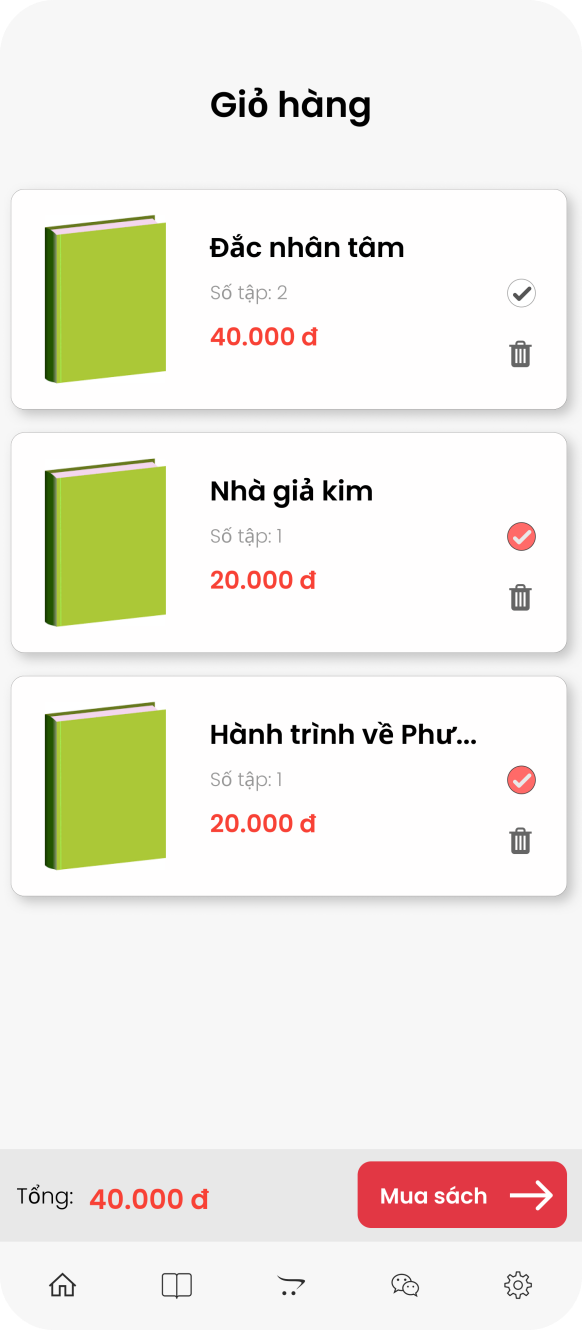 Giỏ hàng
Đắc nhân tâm
Số tập: 2
40.000 đ
Nhà giả kim
Số tập: 1
20.000 đ
Hành trình về Phư...
Số tập: 1
20.000 đ
Tổng: 40.000 đ
Mua sách